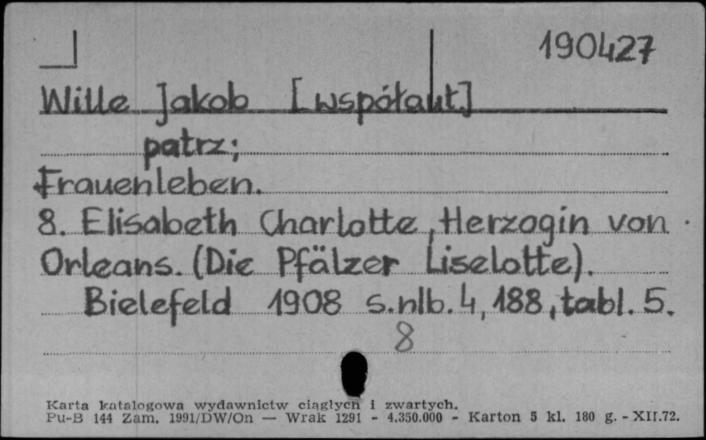 190427
Wille Jakob [współaut]
patrz;
Frauenleben.
8. Elisabeth Charlotte, Herzogin von
Orleans. (Die Pfälzer Liselotte).
Bielefeld 1908 s.nlb. 4, 188, tabl. 5.
8
Karta katalogowa wydawnictw ciągłych i zwartych.
Pu-B 144 Zam. 1991/DW/On — Wrak 1291 - 4.350.000 - Karton 5 kl. 180 g. - XII.72.